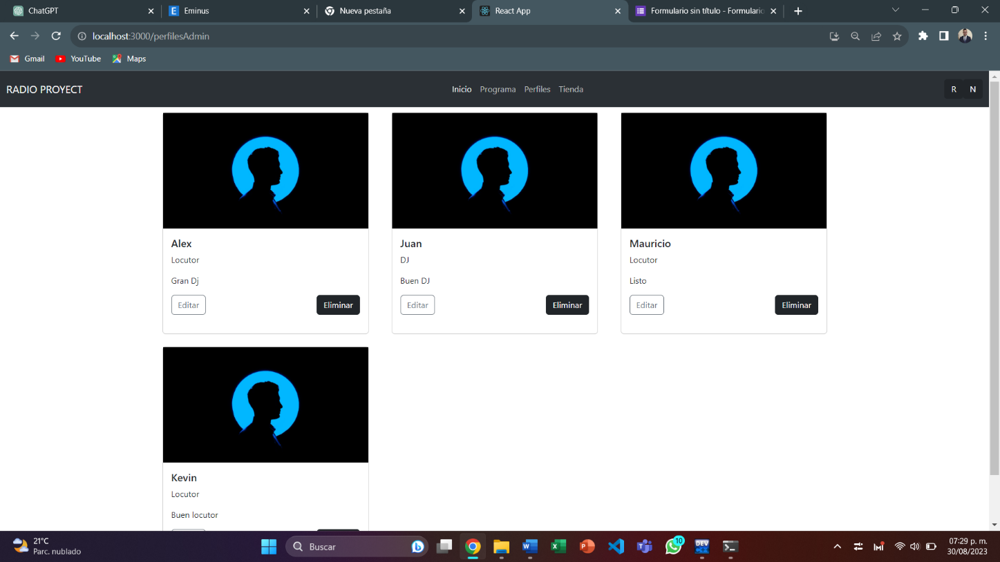 ChatGPT
Eminus
Nueva pestaña
React App
Formulario sin título - Formulario
localhost:3000/perfilesAdmin
Gmail
YouTube
Maps
RADIO PROYECT
Inicio
Programa
Perfiles
Tienda
R
N
Alex
Locutor
Gran Dj
Editar
Eliminar
Juan
DJ
Buen DJ
Editar
Eliminar
Mauricio
Locutor
Listo
Editar
Eliminar
Kevin
Locutor
Buen locutor
21°C
Parc. nublado
Buscar
10
DEV
07:29 p. m.
30/08/2023